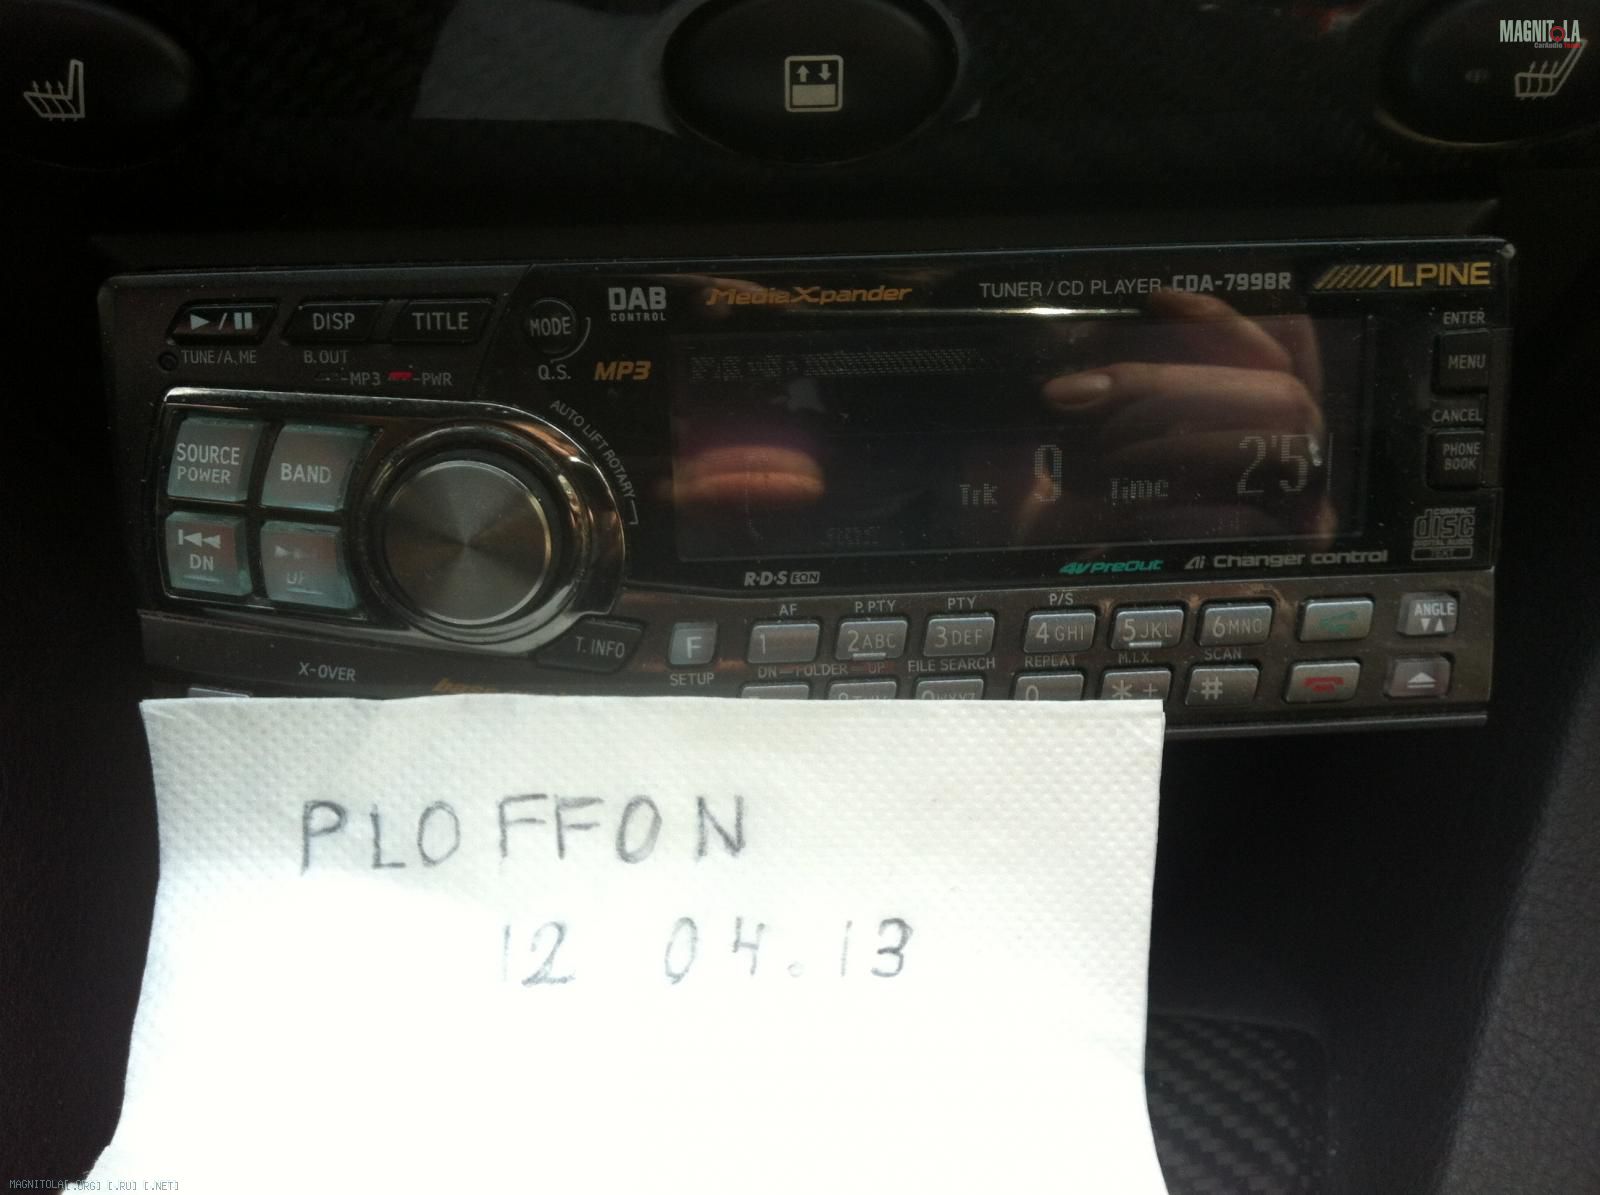 MAGNITOLA
CarAudio
DAB
CONTROL
MediaXpander
TUNER / CD PLAYER CDA-7998R
ALPINE
DISP
TITLE
MODE
TUNE/A.ME
B.OUT
-MP3
-PWR
Q.S.
MP3
AUTO LIFT ROTARY
ENTER
MENU
CANCEL
PHONE
BOOK
SOURCE
POWER
BAND
DN
UP
Trk 9 Time 2'51
COMPACT
disc
DIGITAL AUDIO
TEXT
R·D·S EON
4V PreOut
Ai Changer control
T.INFO
F
SETUP
AF
P.PTY
PTY
P/S
1
2ABC
3DEF
4GHI
5JKL
6MNO
ANGLE
DN
FOLDER
UP
FILE SEARCH
REPEAT
M.I.X.
SCAN
X-OVER
0
* +
#
PLOFFON
12 04.13
MAGNITOLA[.ORG] [.RU] [.NET]